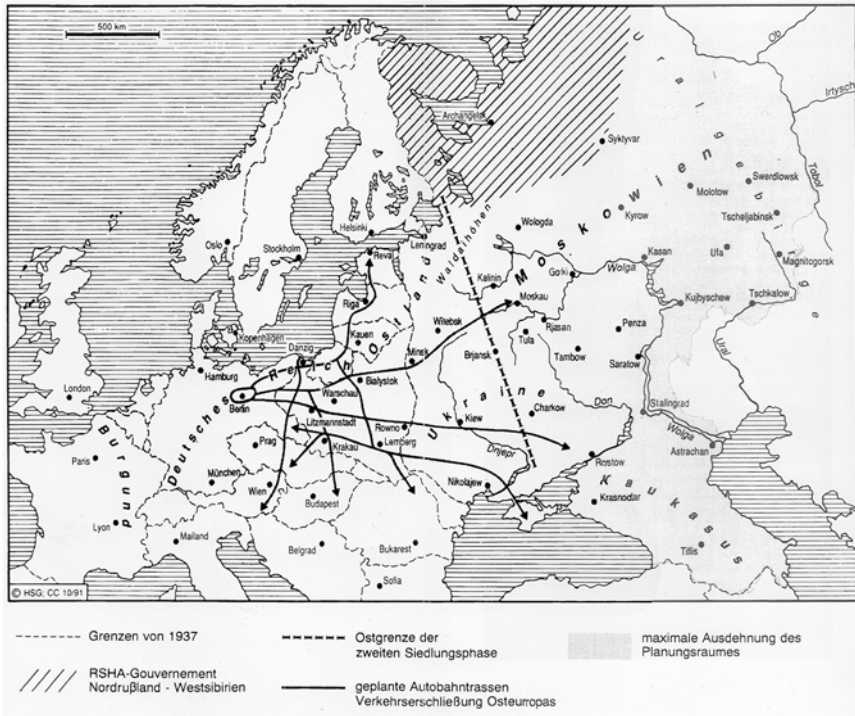 500 km
Ob
Irtysch
Uralgebirge
Archangelsk
Syktyvar
Tobol
Swerdlowsk
Molotow
Moskowien
Kyrow
Tscheljabinsk
Wologda
Helsinki
Leningrad
Oslo
Stockholm
Reval
Waldaihöhen
Kasan
Ufa
Magnitogorsk
Gorki
Wolga
Kalinin
Moskau
Kujbyschew
Tschkalow
Riga
Ostland
Witebsk
Rjasan
Pensa
Kopenhagen
Kauen
Tula
Danzig
Minsk
Brjansk
Tambow
Saratow
Ural
Hamburg
Deutsches Reich
Bialystok
London
Berlin
Warschau
Ukraine
Don
Litzmannstadt
Rowno
Kiew
Charkow
Stalingrad
Burgund
Prag
Krakau
Lemberg
Wolga
Paris
Dnjepr
Astrachan
München
Rostow
Wien
Nikolajew
Kaukasus
Budapest
Krasnodar
Lyon
Mailand
Belgrad
Bukarest
Tiflis
Sofia
© HSG; CC 10/91
Grenzen von 1937
RSHA-Gouvernement
Nordrußland - Westsibirien
Ostgrenze der
zweiten Siedlungsphase
geplante Autobahntrassen
Verkehrserschließung Osteuropas
maximale Ausdehnung des
Planungsraumes